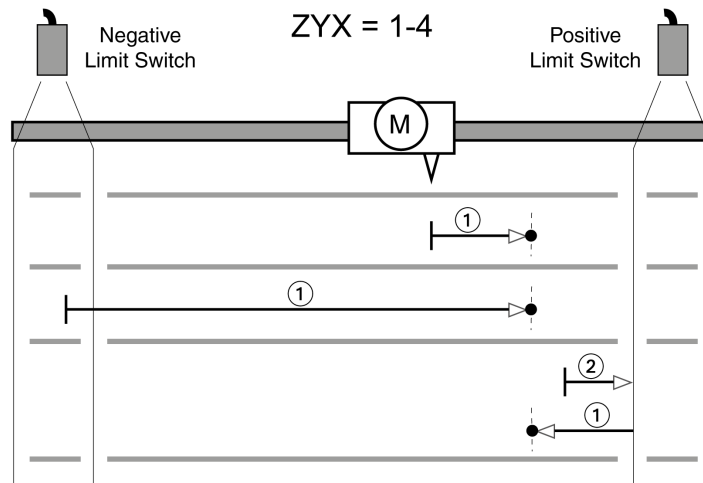 ZYX = 1-4
Negative
Limit Switch
Positive
Limit Switch
M
1
1
2
1